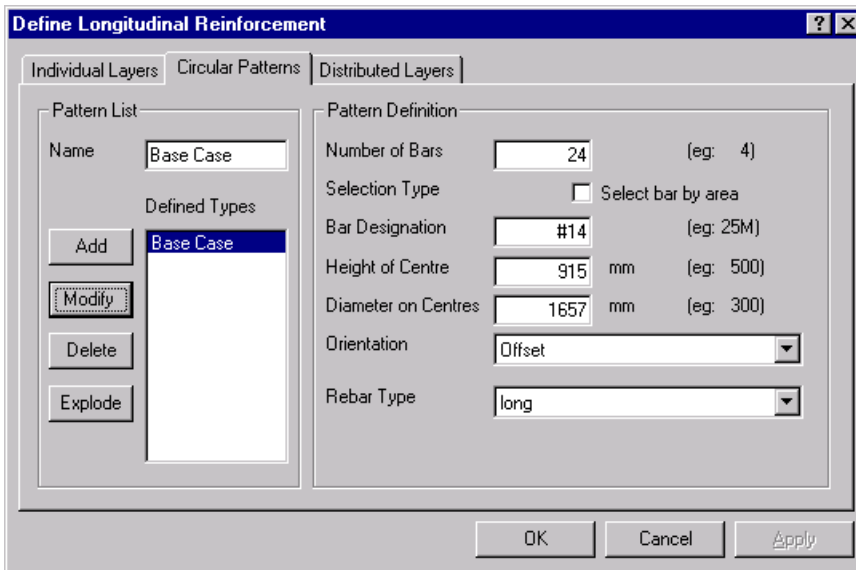 Define Longitudinal Reinforcement
Individual Layers Circular Patterns Distributed Layers
Pattern List
Name Base Case
Defined Types
Base Case
Add
Modify
Delete
Explode
Pattern Definition
Number of Bars 24 (eg: 4)
Selection Type Select bar by area
Bar Designation #14 (eg: 25M)
Height of Centre 915 mm (eg: 500)
Diameter on Centres 1657 mm (eg: 300)
Orientation Offset
Rebar Type long
OK Cancel Apply